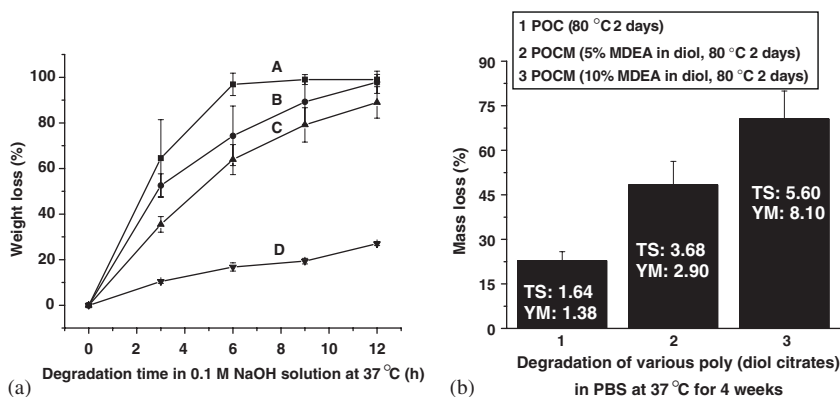 A
B
C
D
100
80
60
40
20
0
Weight loss (%)
0 2 4 6 8 10 12
Degradation time in 0.1 M NaOH solution at 37 °C (h)
(a)
1 POC (80 °C 2 days)
2 POCM (5% MDEA in diol, 80 °C 2 days)
3 POCM (10% MDEA in diol, 80 °C 2 days)
90
75
60
45
30
15
0
Mass loss (%)
TS: 1.64
YM: 1.38
TS: 3.68
YM: 2.90
TS: 5.60
YM: 8.10
1 2 3
Degradation of various poly (diol citrates)
in PBS at 37 °C for 4 weeks
(b)